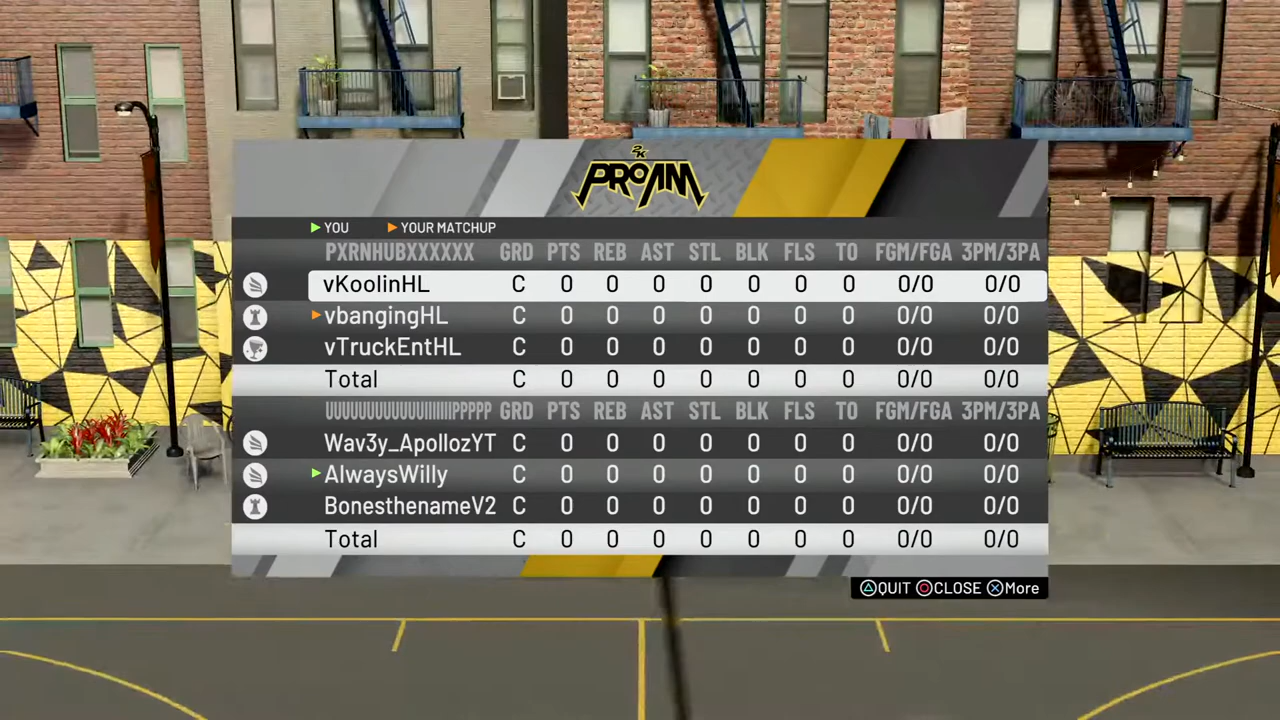 2K
PRO AM
YOU YOUR MATCHUP
PXRNHUBXXXXXX GRD PTS REB AST STL BLK FLS TO FGM/FGA 3PM/3PA
vKoolinHL C 0 0 0 0 0 0 0 0/0 0/0
vbangingHL C 0 0 0 0 0 0 0 0/0 0/0
vTruckEntHL C 0 0 0 0 0 0 0 0/0 0/0
Total C 0 0 0 0 0 0 0 0/0 0/0
GRD PTS REB AST STL BLK FLS TO FGM/FGA 3PM/3PA
Wav3y_ApollozYT C 0 0 0 0 0 0 0 0/0 0/0
AlwaysWilly C 0 0 0 0 0 0 0 0/0 0/0
BonesthenameV2 C 0 0 0 0 0 0 0 0/0 0/0
Total C 0 0 0 0 0 0 0 0/0 0/0
QUIT CLOSE More